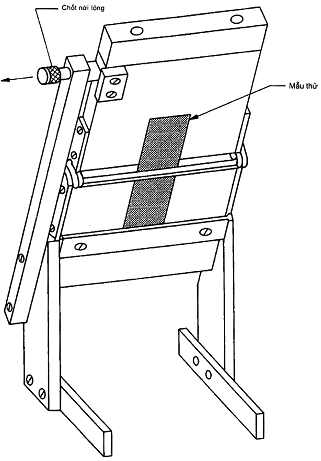 Chốt nới lỏng
Mẫu thử